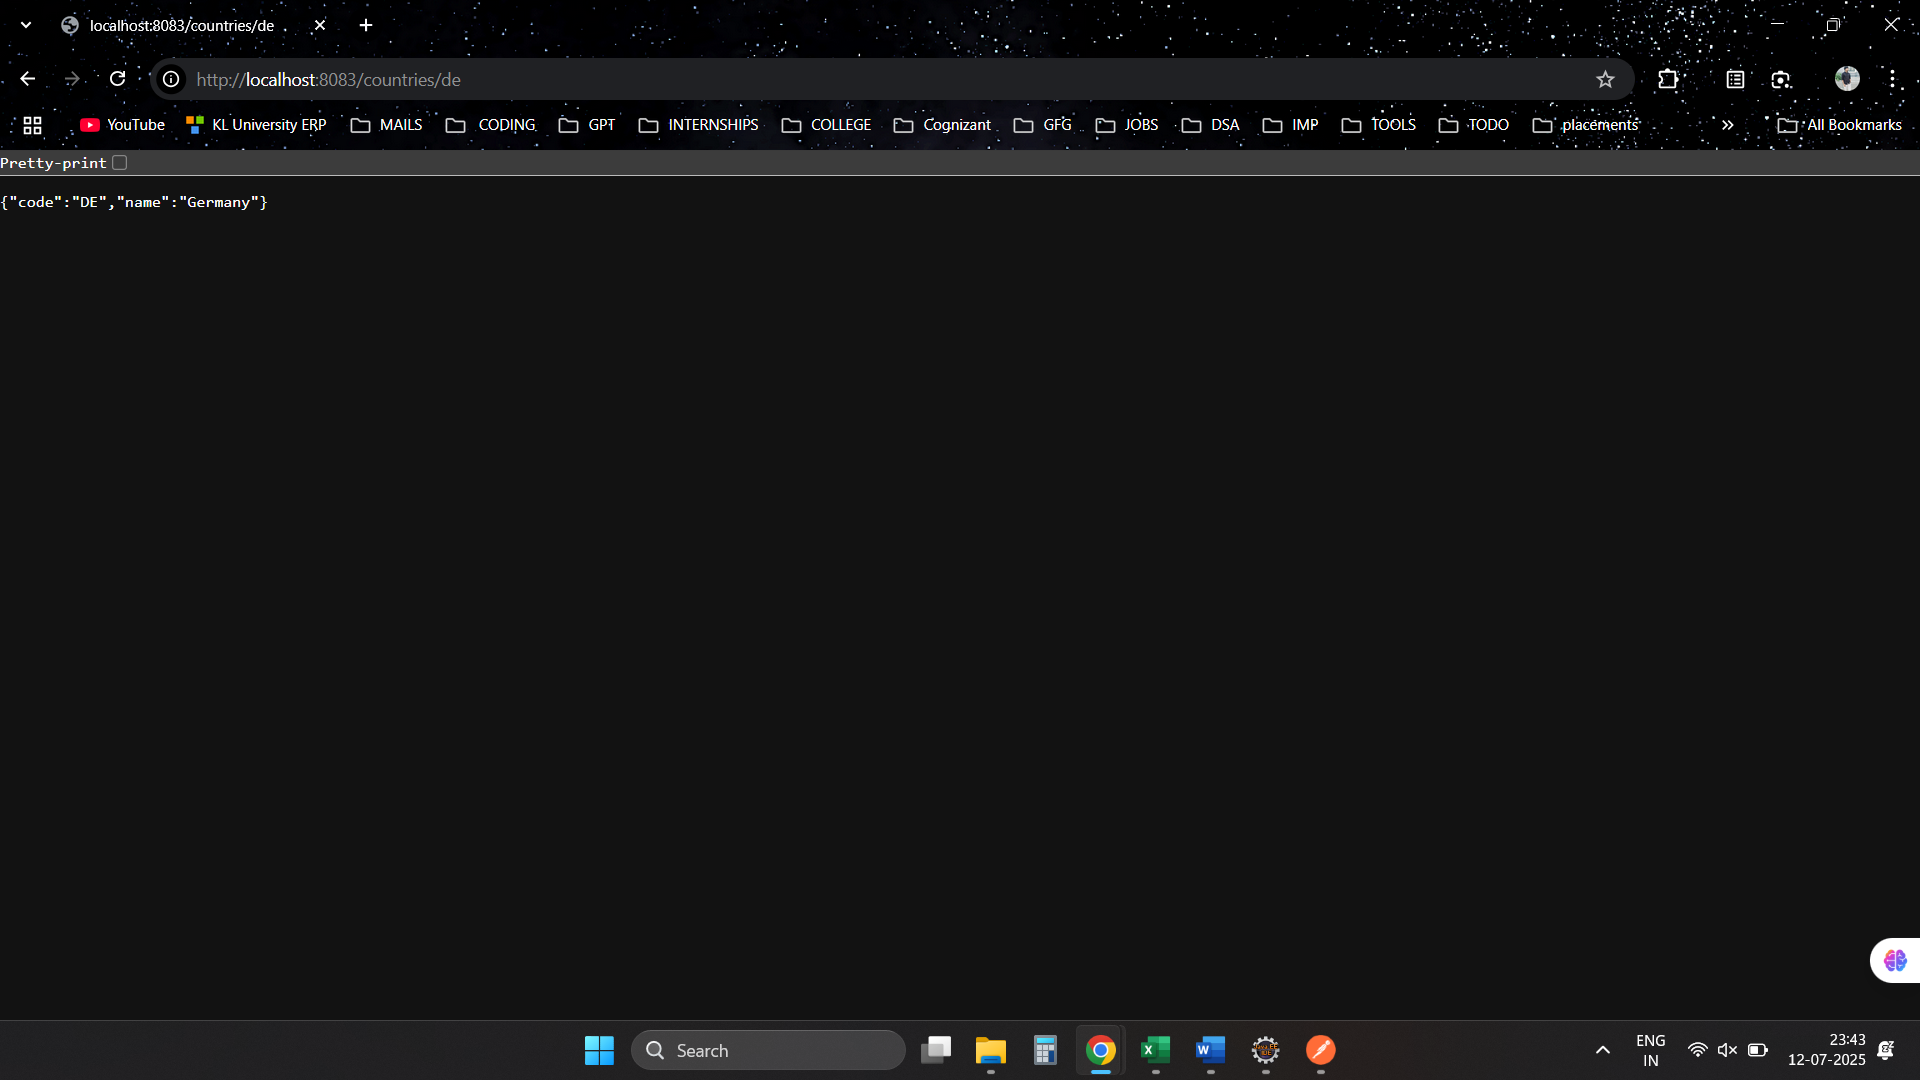 localhost:8083/countries/de
http://localhost:8083/countries/de
YouTube KL University ERP MAILS CODING GPT INTERNSHIPS COLLEGE Cognizant GFG JOBS DSA IMP TOOLS TODO placements » All Bookmarks
Pretty-print
{"code":"DE","name":"Germany"}
Search
ENG
IN
23:43
12-07-2025